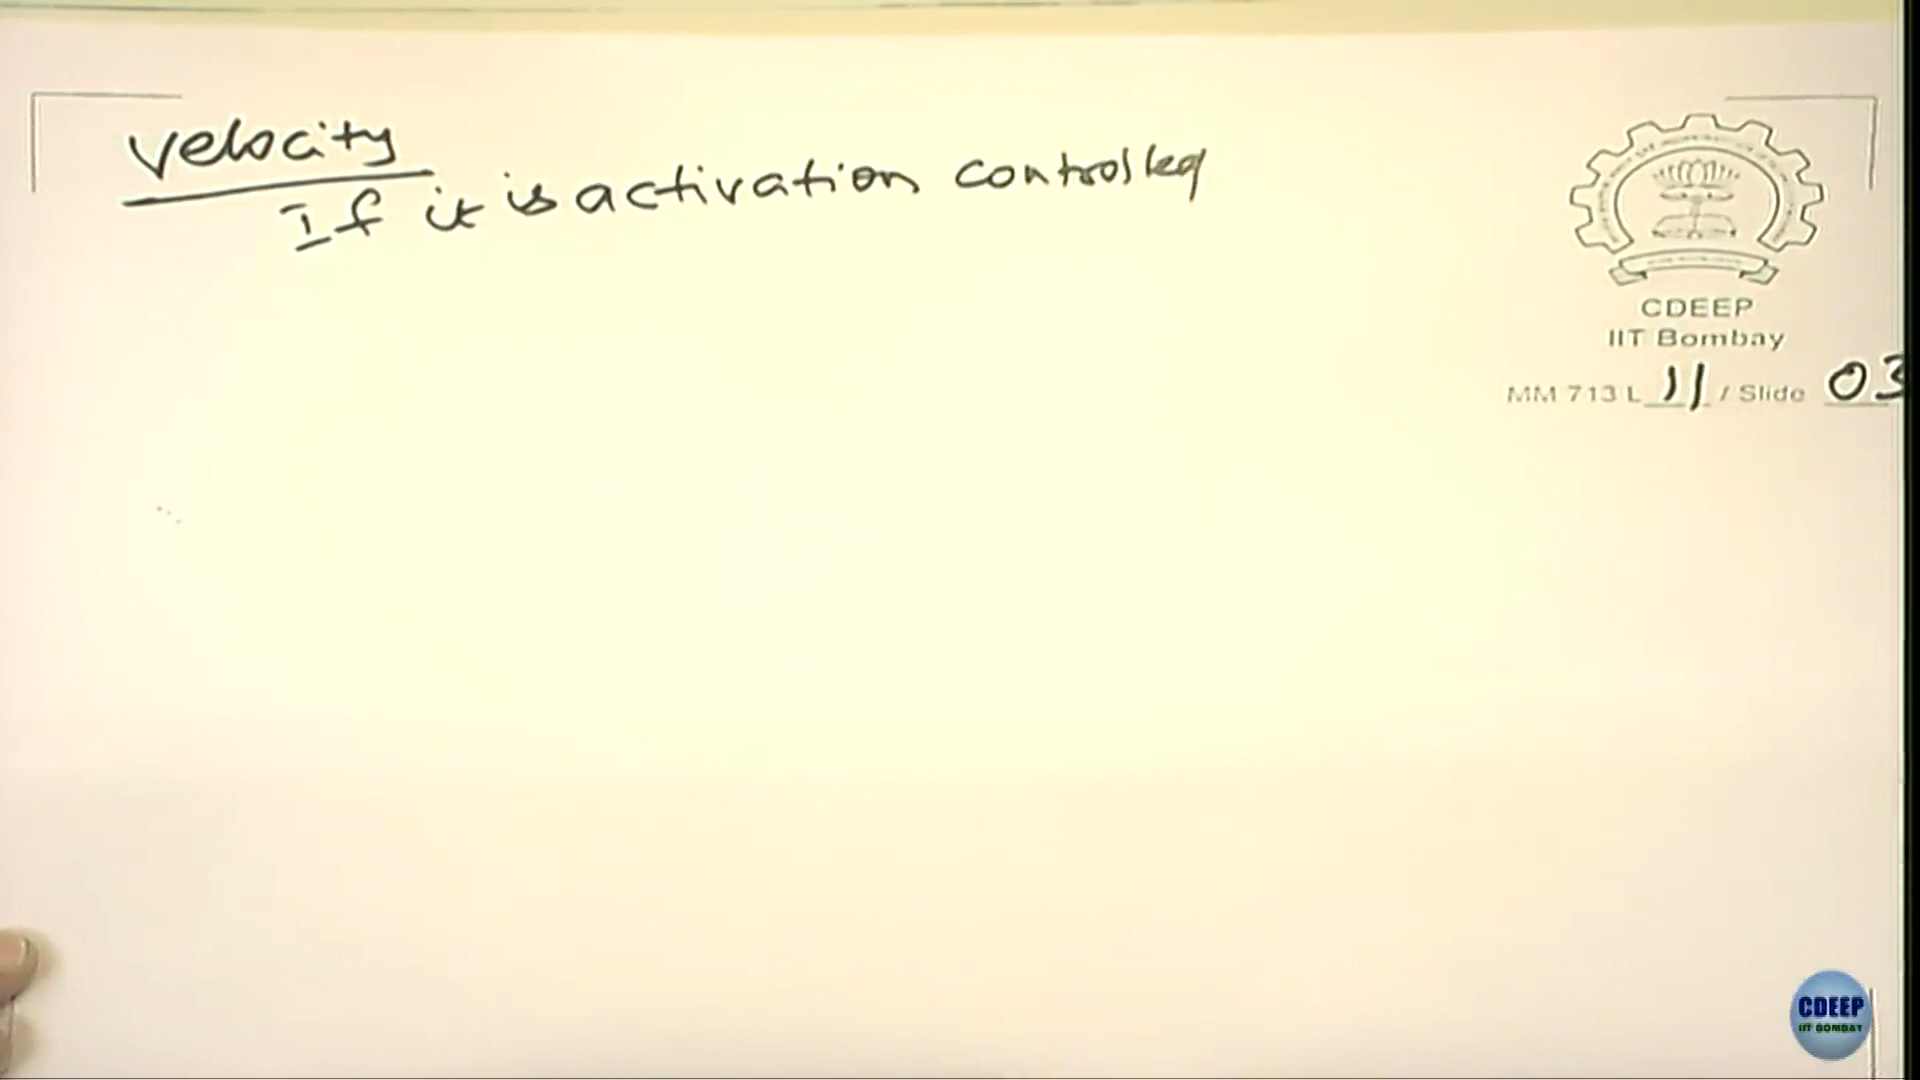 velocity
If it is activation controlled
CDEEP
IIT Bombay
MM 713 L 11 / Slide 03
CDEEP
IIT BOMBAY